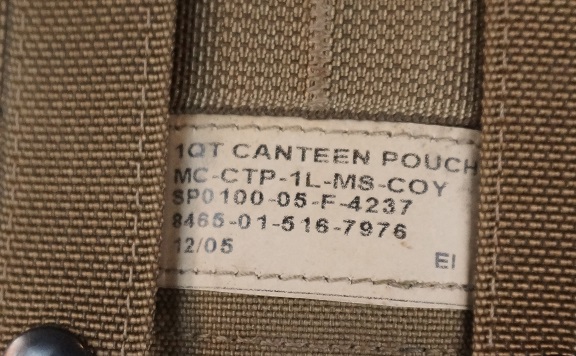 1QT CANTEEN POUCH
MC-CTP-1L-MS-COY
SP0100-05-F-4237
8465-01-516-7976
12/05 EI